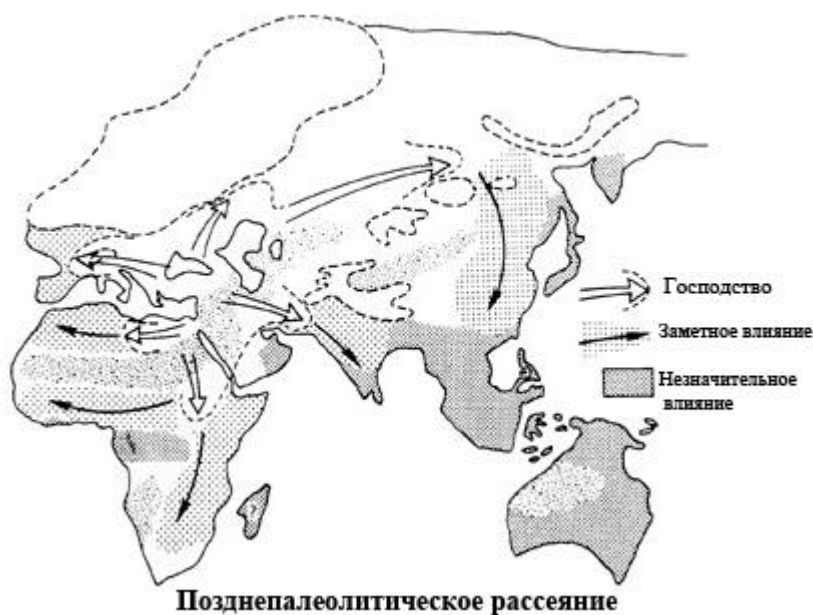 Господство
Заметное влияние
Незначительное
влияние
Позднепалеолитическое рассеяние